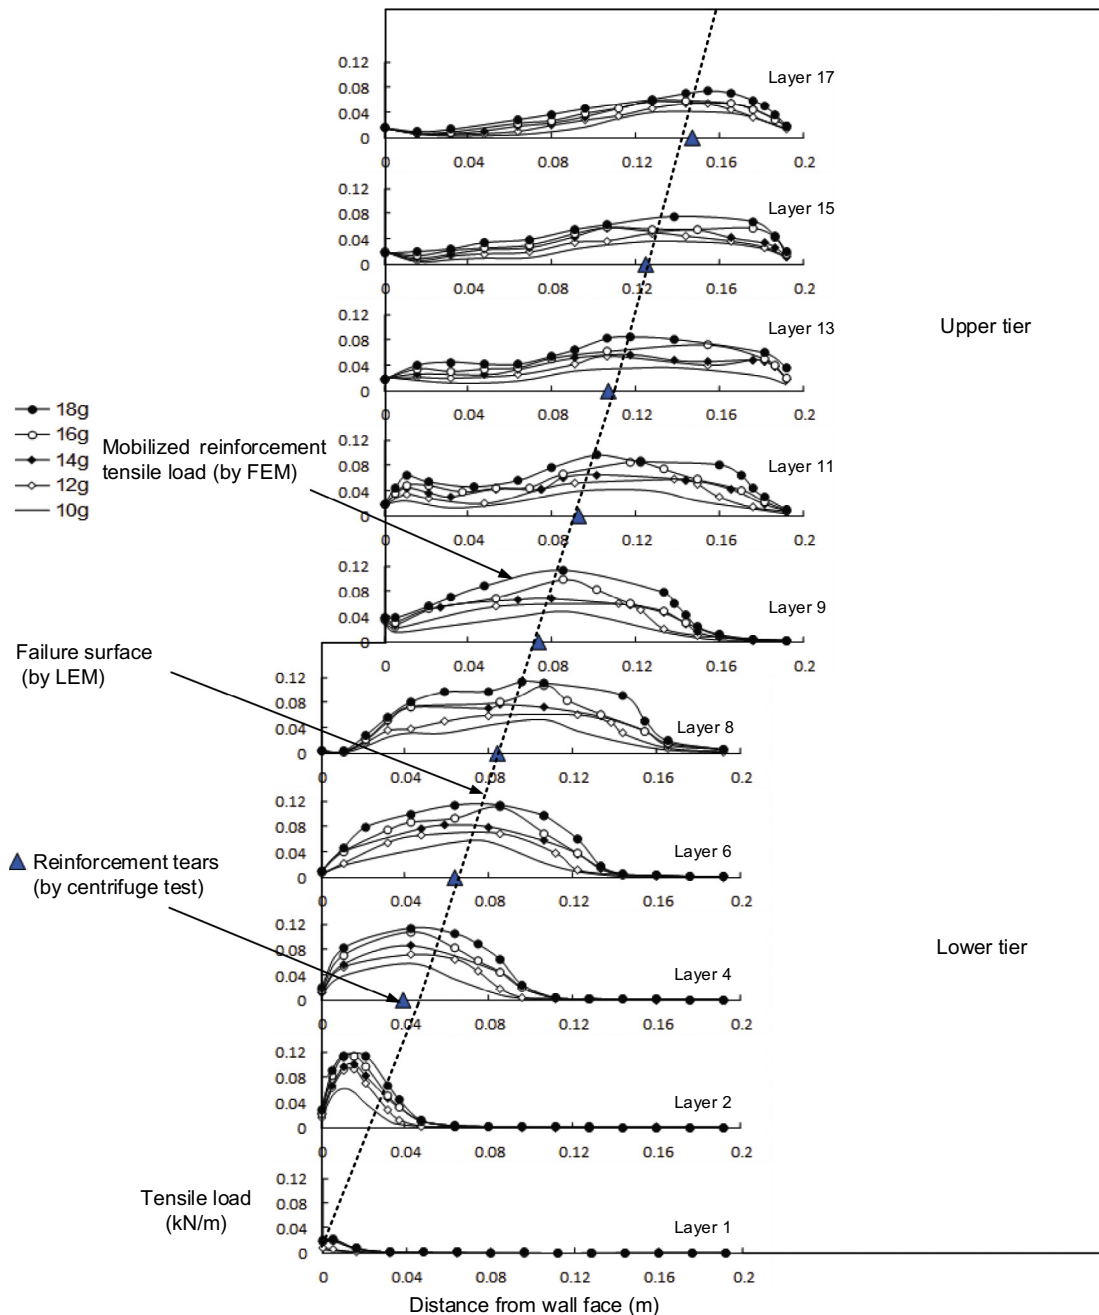 0.12
0.08
0.04
0
0 0.04 0.08 0.12 0.16 0.2
Layer 17
0.12
0.08
0.04
0
0 0.04 0.08 0.12 0.16 0.2
Layer 15
0.12
0.08
0.04
0
0 0.04 0.08 0.12 0.16 0.2
Layer 13
Upper tier
18g
16g
14g
12g
10g
Mobilized reinforcement
tensile load (by FEM)
0.12
0.08
0.04
0
0 0.04 0.08 0.12 0.16 0.2
Layer 11
0.12
0.08
0.04
0
0 0.04 0.08 0.12 0.16 0.2
Layer 9
Failure surface
(by LEM)
0.12
0.08
0.04
0
0 0.04 0.08 0.12 0.16 0.2
Layer 8
0.12
0.08
0.04
0
0 0.04 0.08 0.12 0.16 0.2
Layer 6
Reinforcement tears
(by centrifuge test)
0.12
0.08
0.04
0
0 0.04 0.08 0.12 0.16 0.2
Layer 4
Lower tier
0.12
0.08
0.04
0
0 0.04 0.08 0.12 0.16 0.2
Layer 2
Tensile load
(kN/m)
0.12
0.08
0.04
0
0 0.04 0.08 0.12 0.16 0.2
Layer 1
Distance from wall face (m)